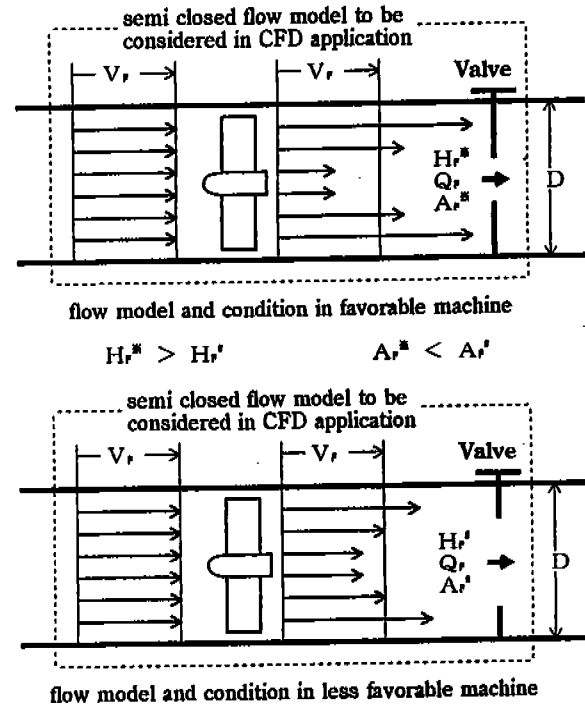 semi closed flow model to be
considered in CFD application
Vᵣ Vᵣ Valve
Hᵣ*
Qᵣ D
Aᵣ*
flow model and condition in favorable machine
Hᵣ* > Hᵣ' Aᵣ* < Aᵣ'
semi closed flow model to be
considered in CFD application
Vᵣ Vᵣ Valve
Hᵣ'
Qᵣ D
Aᵣ'
flow model and condition in less favorable machine